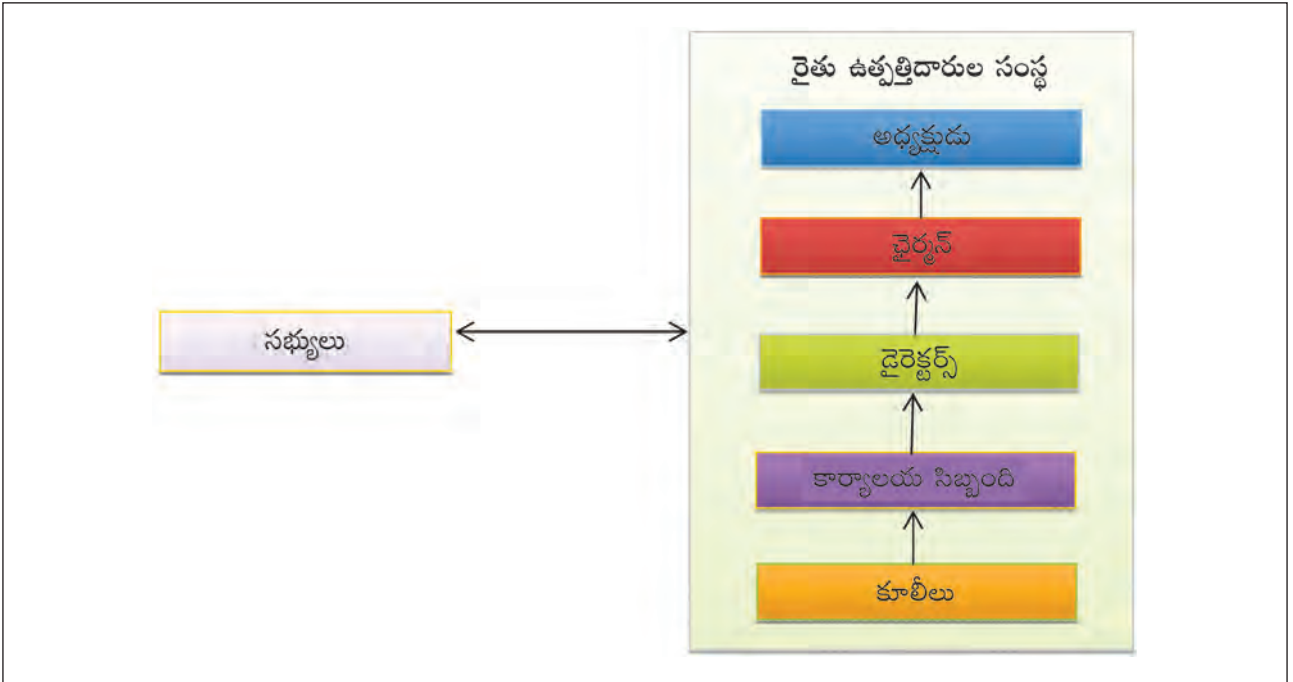 రైతు ఉత్పత్తిదారుల సంస్థ
అధ్యక్షుడు
ఛైర్మన్
డైరెక్టర్స్
కార్యాలయ సిబ్బంది
కూలీలు
సభ్యులు